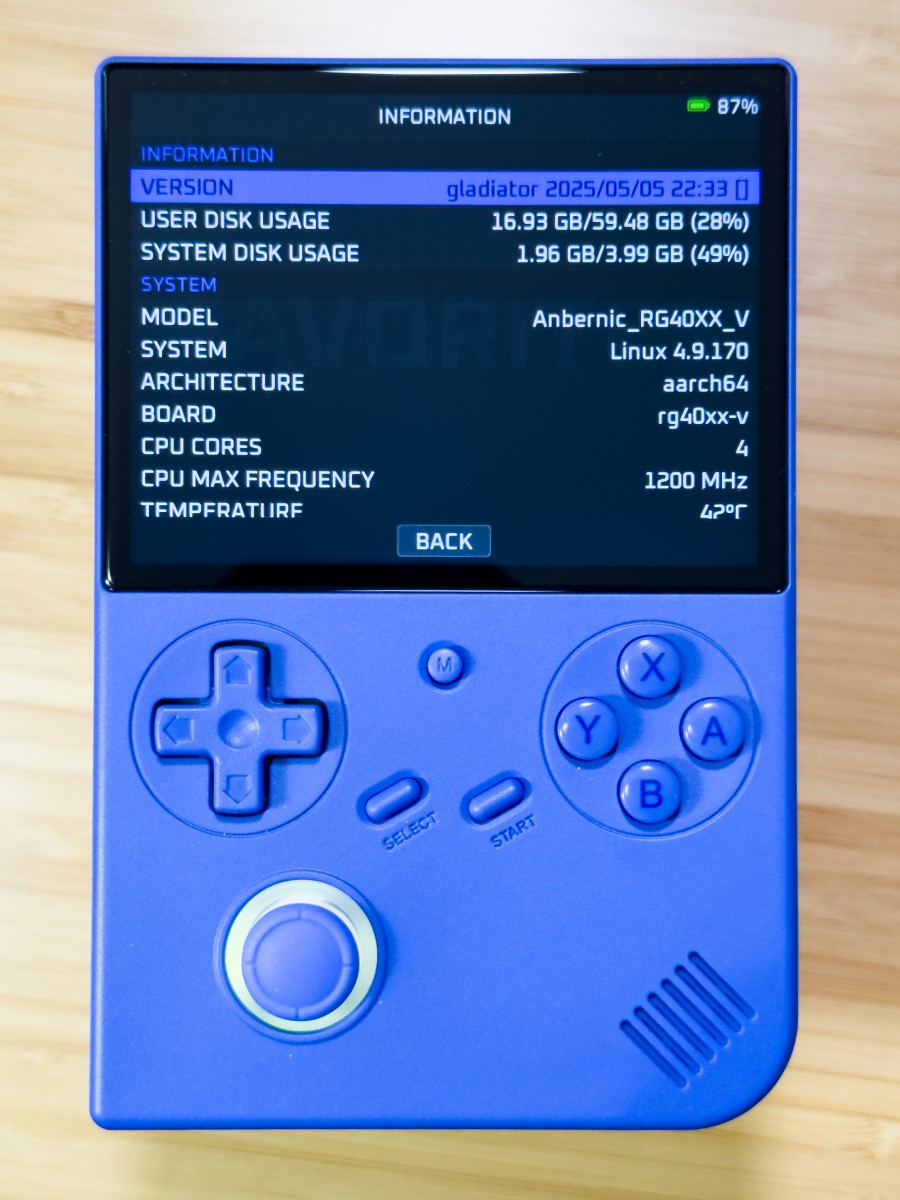 87%
INFORMATION
INFORMATION
VERSION gladiator 2025/05/05 22:33 []
USER DISK USAGE 16.93 GB/59.48 GB (28%)
SYSTEM DISK USAGE 1.96 GB/3.99 GB (49%)
SYSTEM
MODEL Anbernic_RG40XX_V
SYSTEM Linux 4.9.170
ARCHITECTURE aarch64
BOARD rg40xx-v
CPU CORES 4
CPU MAX FREQUENCY 1200 MHz
TEMPERATURE 42°C
BACK
M
X
Y
A
B
SELECT
START